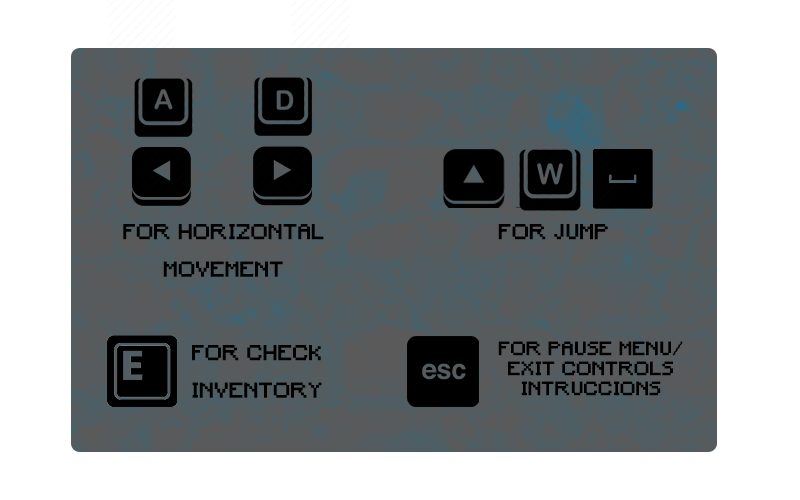 A D
W
FOR HORIZONTAL
FOR JUMP
MOVEMENT
E
FOR CHECK
INVENTORY
esc
FOR PAUSE MENU/
EXIT CONTROLS
INTRUCCIONS